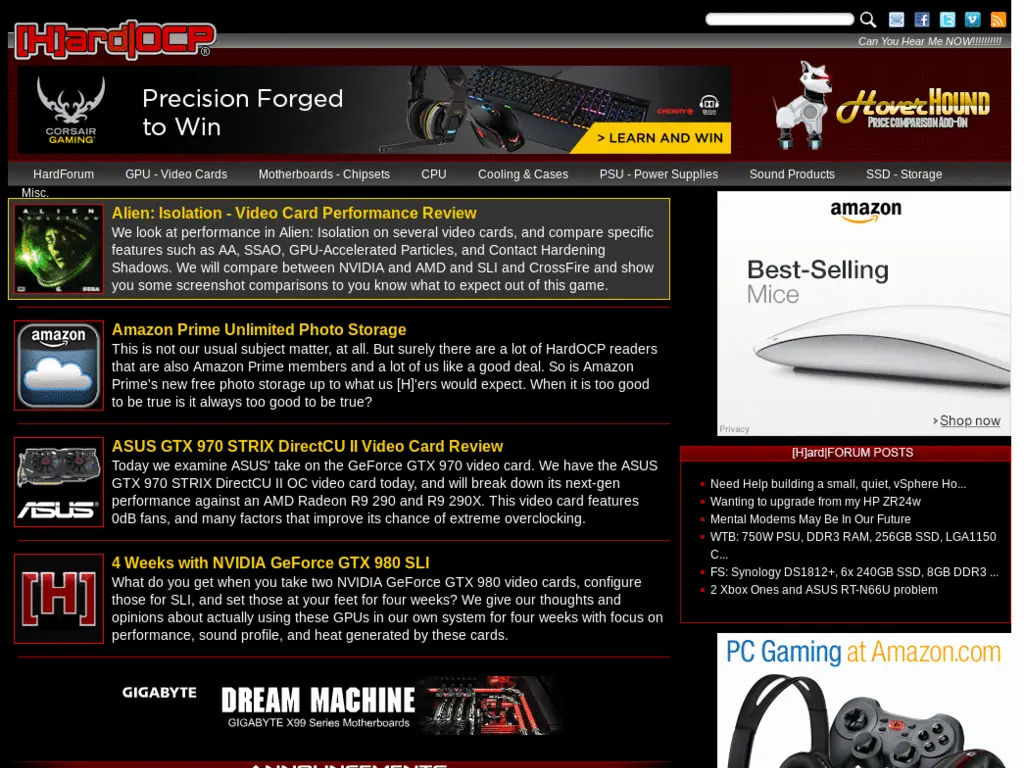 [H]ard|OCP®
Can You Hear Me NOW!!!!!!!!!!
CORSAIR
GAMING
Precision Forged
to Win
CHERRY
> LEARN AND WIN
HoverHound
Price Comparison Add-On
HardForum GPU - Video Cards Motherboards - Chipsets CPU Cooling & Cases PSU - Power Supplies Sound Products SSD - Storage
Misc.
ALIEN
ISOLATION
SEGA
Alien: Isolation - Video Card Performance Review
We look at performance in Alien: Isolation on several video cards, and compare specific
features such as AA, SSAO, GPU-Accelerated Particles, and Contact Hardening
Shadows. We will compare between NVIDIA and AMD and SLI and CrossFire and show
you some screenshot comparisons to you know what to expect out of this game.
amazon
Amazon Prime Unlimited Photo Storage
This is not our usual subject matter, at all. But surely there are a lot of HardOCP readers
that are also Amazon Prime members and a lot of us like a good deal. So is Amazon
Prime's new free photo storage up to what us [H]'ers would expect. When it is too good
to be true is it always too good to be true?
ASUS
ASUS GTX 970 STRIX DirectCU II Video Card Review
Today we examine ASUS' take on the GeForce GTX 970 video card. We have the ASUS
GTX 970 STRIX DirectCU II OC video card today, and will break down its next-gen
performance against an AMD Radeon R9 290 and R9 290X. This video card features
0dB fans, and many factors that improve its chance of extreme overclocking.
[H]
4 Weeks with NVIDIA GeForce GTX 980 SLI
What do you get when you take two NVIDIA GeForce GTX 980 video cards, configure
those for SLI, and set those at your feet for four weeks? We give our thoughts and
opinions about actually using these GPUs in our own system for four weeks with focus on
performance, sound profile, and heat generated by these cards.
GIGABYTE
DREAM MACHINE
GIGABYTE X99 Series Motherboards
ANNOUNCEMENTS
amazon
Best-Selling
Mice
Privacy
> Shop now
[H]ard|FORUM POSTS
Need Help building a small, quiet, vSphere Ho...
Wanting to upgrade from my HP ZR24w
Mental Modems May Be In Our Future
WTB: 750W PSU, DDR3 RAM, 256GB SSD, LGA1150
C...
FS: Synology DS1812+, 6x 240GB SSD, 8GB DDR3 ...
2 Xbox Ones and ASUS RT-N66U problem
PC Gaming at Amazon.com